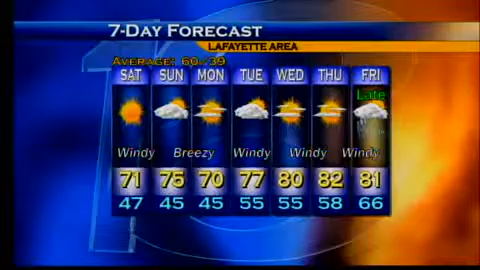 7-Day Forecast
LAFAYETTE AREA
Average: 60 / 39
SAT SUN MON TUE WED THU FRI
Late
Windy Breezy Windy Windy Windy
71 75 70 77 80 82 81
47 45 45 55 55 58 66